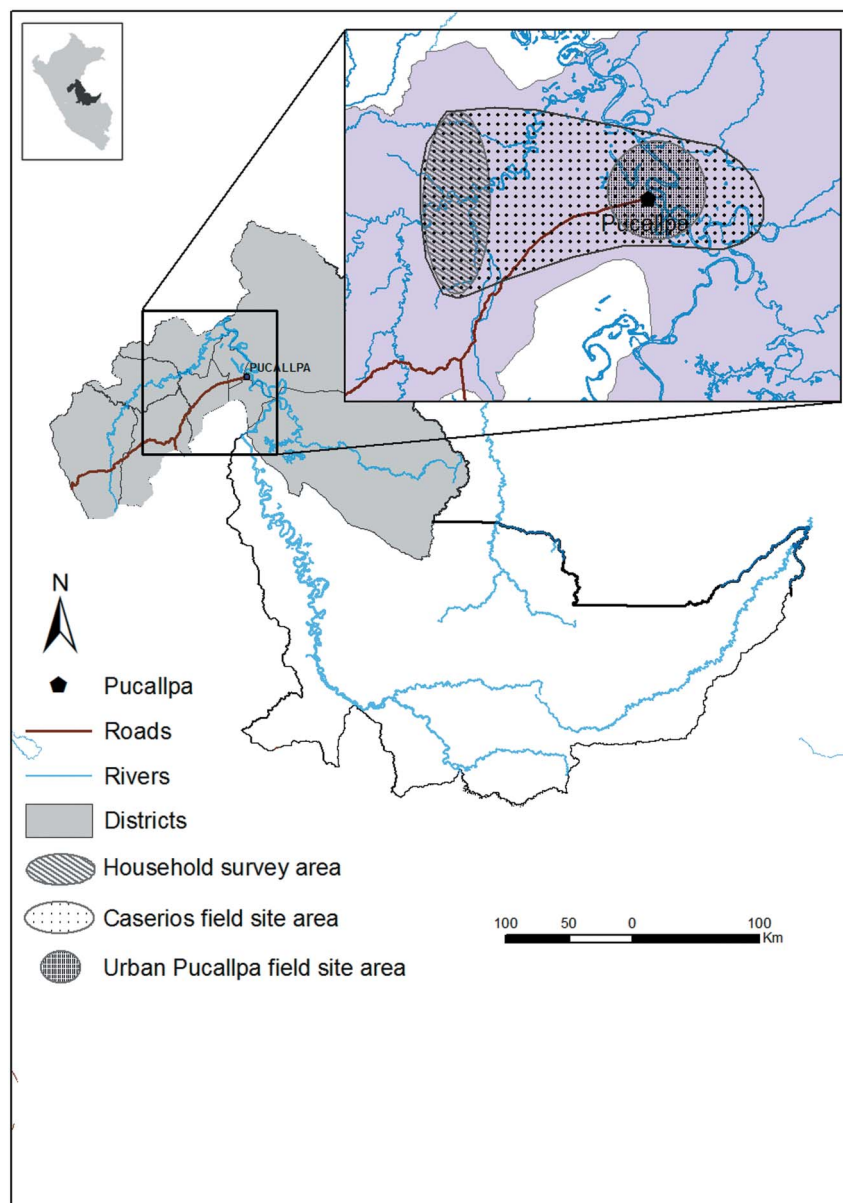 Pucallpa
PUCALLPA
N
Pucallpa
Roads
Rivers
Districts
Household survey area
Caserios field site area
Urban Pucallpa field site area
100 50 0 100
Km